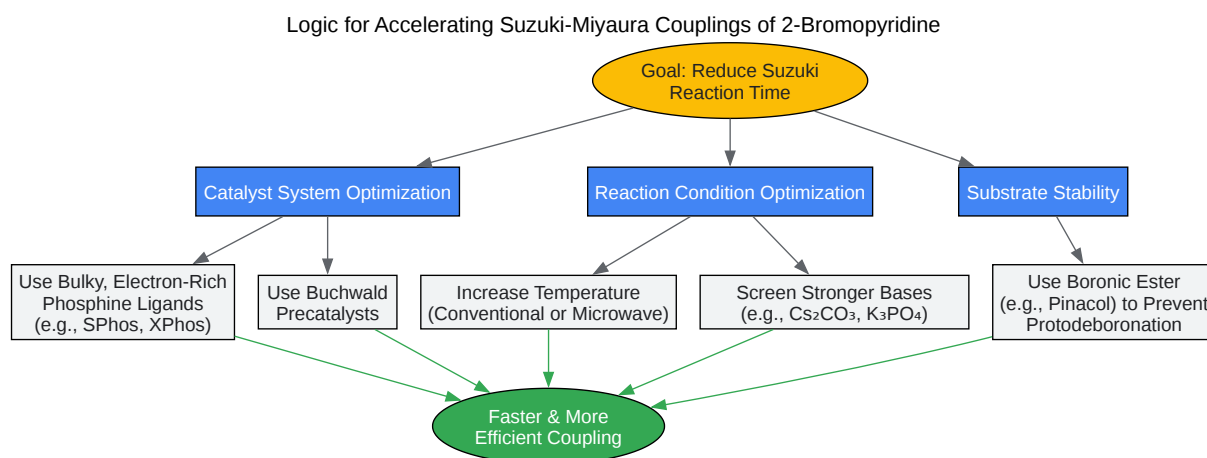 Logic for Accelerating Suzuki-Miyaura Couplings of 2-Bromopyridine
Goal: Reduce Suzuki
Reaction Time
Catalyst System Optimization
Reaction Condition Optimization
Substrate Stability
Use Bulky, Electron-Rich
Phosphine Ligands
(e.g., SPhos, XPhos)
Use Buchwald
Precatalysts
Increase Temperature
(Conventional or Microwave)
Screen Stronger Bases
(e.g., Cs₂CO₃, K₃PO₄)
Use Boronic Ester
(e.g., Pinacol) to Prevent
Protodeboronation
Faster & More
Efficient Coupling